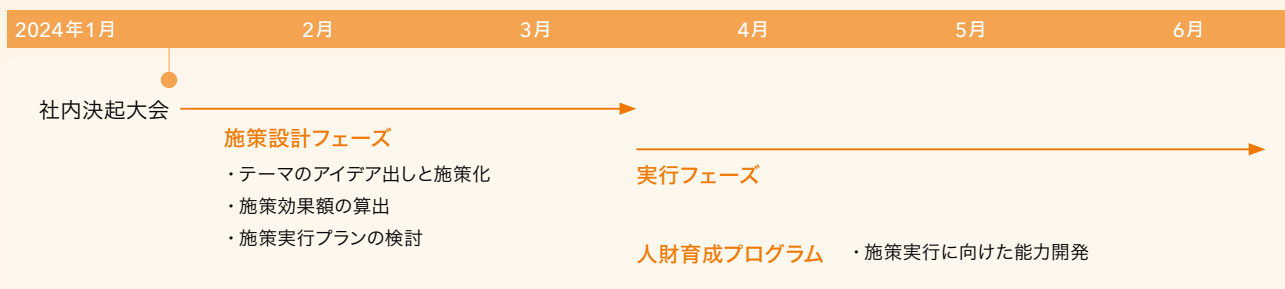 2024年1月 2月 3月 4月 5月 6月
社内決起大会
施策設計フェーズ
・テーマのアイデア出しと施策化
・施策効果額の算出
・施策実行プランの検討
実行フェーズ
人財育成プログラム ・施策実行に向けた能力開発